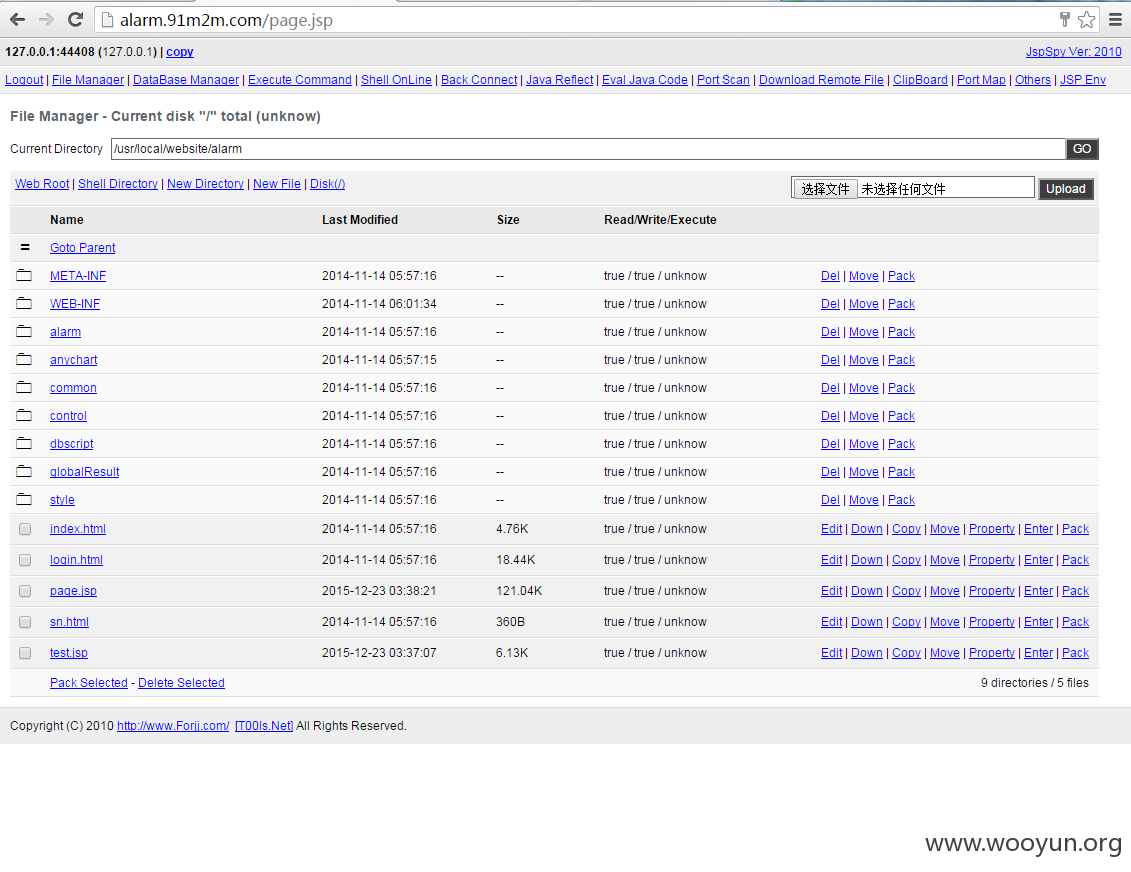 alarm.91m2m.com/page.jsp
127.0.0.1:44408 (127.0.0.1) | copy JspSpy Ver: 2010
Logout | File Manager | DataBase Manager | Execute Command | Shell OnLine | Back Connect | Java Reflect | Eval Java Code | Port Scan | Download Remote File | ClipBoard | Port Map | Others | JSP Env
File Manager - Current disk "/" total (unknow)
Current Directory /usr/local/website/alarm GO
Web Root | Shell Directory | New Directory | New File | Disk(/) 选择文件 未选择任何文件 Upload
Name Last Modified Size Read/Write/Execute
= Goto Parent
META-INF 2014-11-14 05:57:16 -- true / true / unknow Del | Move | Pack
WEB-INF 2014-11-14 06:01:34 -- true / true / unknow Del | Move | Pack
alarm 2014-11-14 05:57:16 -- true / true / unknow Del | Move | Pack
anychart 2014-11-14 05:57:15 -- true / true / unknow Del | Move | Pack
common 2014-11-14 05:57:16 -- true / true / unknow Del | Move | Pack
control 2014-11-14 05:57:16 -- true / true / unknow Del | Move | Pack
dbscript 2014-11-14 05:57:16 -- true / true / unknow Del | Move | Pack
globalResult 2014-11-14 05:57:16 -- true / true / unknow Del | Move | Pack
style 2014-11-14 05:57:16 -- true / true / unknow Del | Move | Pack
index.html 2014-11-14 05:57:16 4.76K true / true / unknow Edit | Down | Copy | Move | Property | Enter | Pack
login.html 2014-11-14 05:57:16 18.44K true / true / unknow Edit | Down | Copy | Move | Property | Enter | Pack
page.jsp 2015-12-23 03:38:21 121.04K true / true / unknow Edit | Down | Copy | Move | Property | Enter | Pack
sn.html 2014-11-14 05:57:16 360B true / true / unknow Edit | Down | Copy | Move | Property | Enter | Pack
test.jsp 2015-12-23 03:37:07 6.13K true / true / unknow Edit | Down | Copy | Move | Property | Enter | Pack
Pack Selected - Delete Selected 9 directories / 5 files
Copyright (C) 2010 http://www.Forjj.com/ [T00ls.Net] All Rights Reserved.
www.wooyun.org